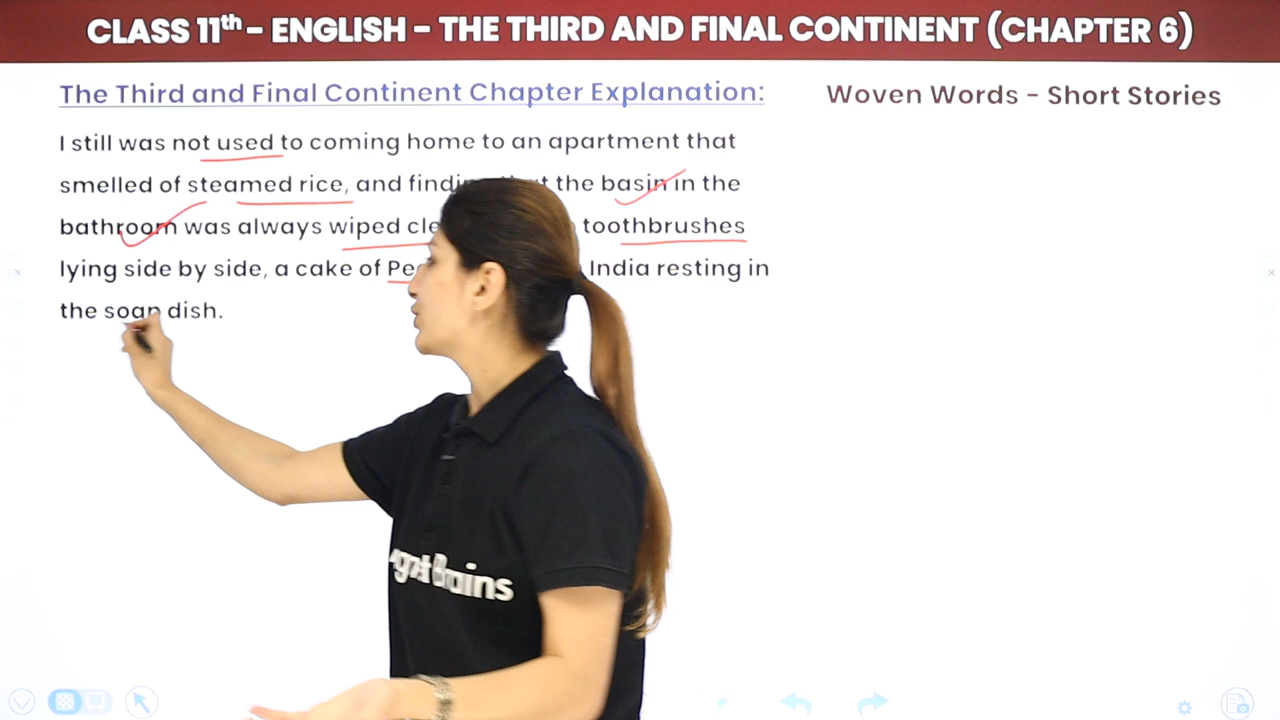 CLASS 11th - ENGLISH - THE THIRD AND FINAL CONTINENT (CHAPTER 6)
The Third and Final Continent Chapter Explanation:
Woven Words - Short Stories
I still was not used to coming home to an apartment that
smelled of steamed rice, and the basin in the
bathroom was always wiped toothbrushes
lying side by side, a cake of India resting in
the soap dish.
Brains